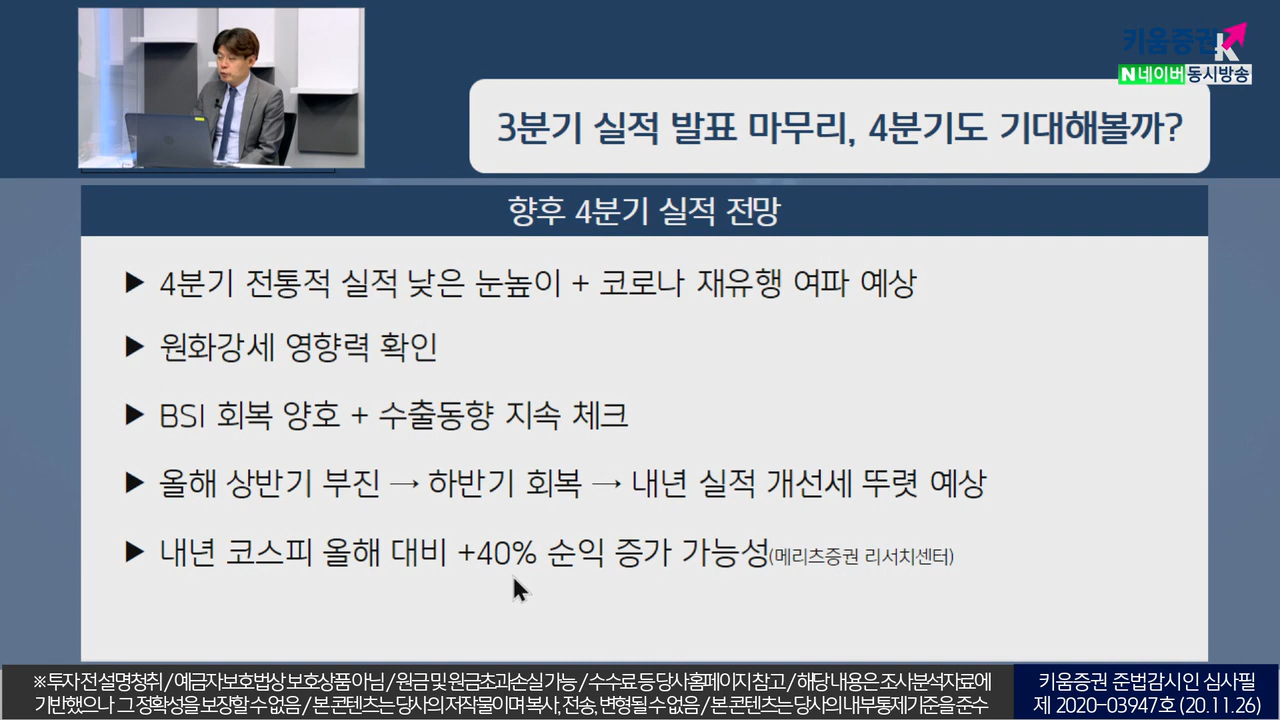 키움증권
N 네이버 동시방송
3분기 실적 발표 마무리, 4분기도 기대해볼까?
향후 4분기 실적 전망
▶ 4분기 전통적 실적 낮은 눈높이 + 코로나 재유행 여파 예상
▶ 원화강세 영향력 확인
▶ BSI 회복 양호 + 수출동향 지속 체크
▶ 올해 상반기 부진 → 하반기 회복 → 내년 실적 개선세 뚜렷 예상
▶ 내년 코스피 올해 대비 +40% 순익 증가 가능성(메리츠증권 리서치센터)
※ 투자 전 설명청취 / 예금자보호법상 보호상품 아님 / 원금 및 원금초과손실 가능 / 수수료 등 당사홈페이지 참고 / 해당 내용은 조사분석자료에
기반했으나 그 정확성을 보장할 수 없음 / 본 콘텐츠는 당사의 저작물이며 복사, 전송, 변형될 수 없음 / 본 콘텐츠는 당사의 내부통제기준을 준수
키움증권 준법감시인 심사필
제 2020-03947호 (20.11.26)